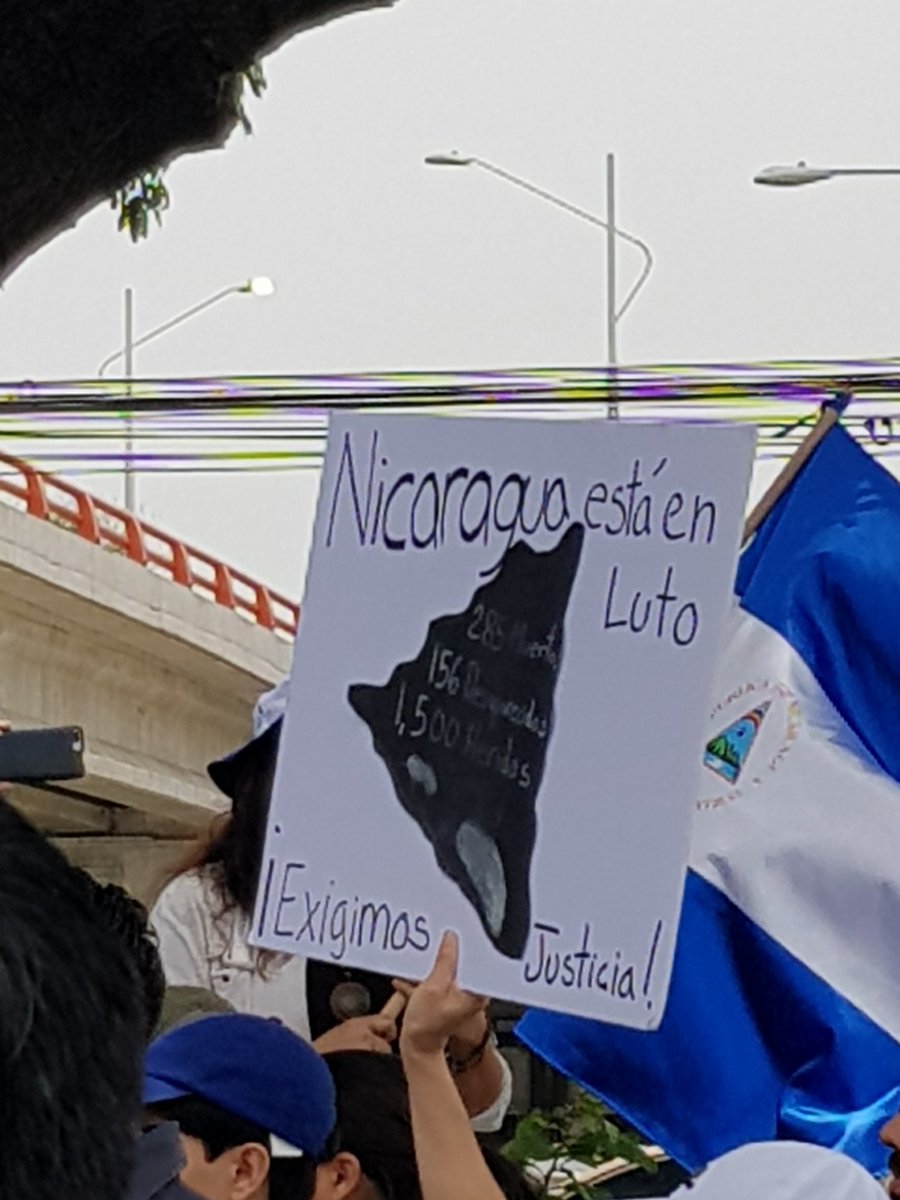 Nicaragua está en
Luto
285 Muertos
156 Desaparecidos
1,500 Heridos
¡Exigimos
Justicia!